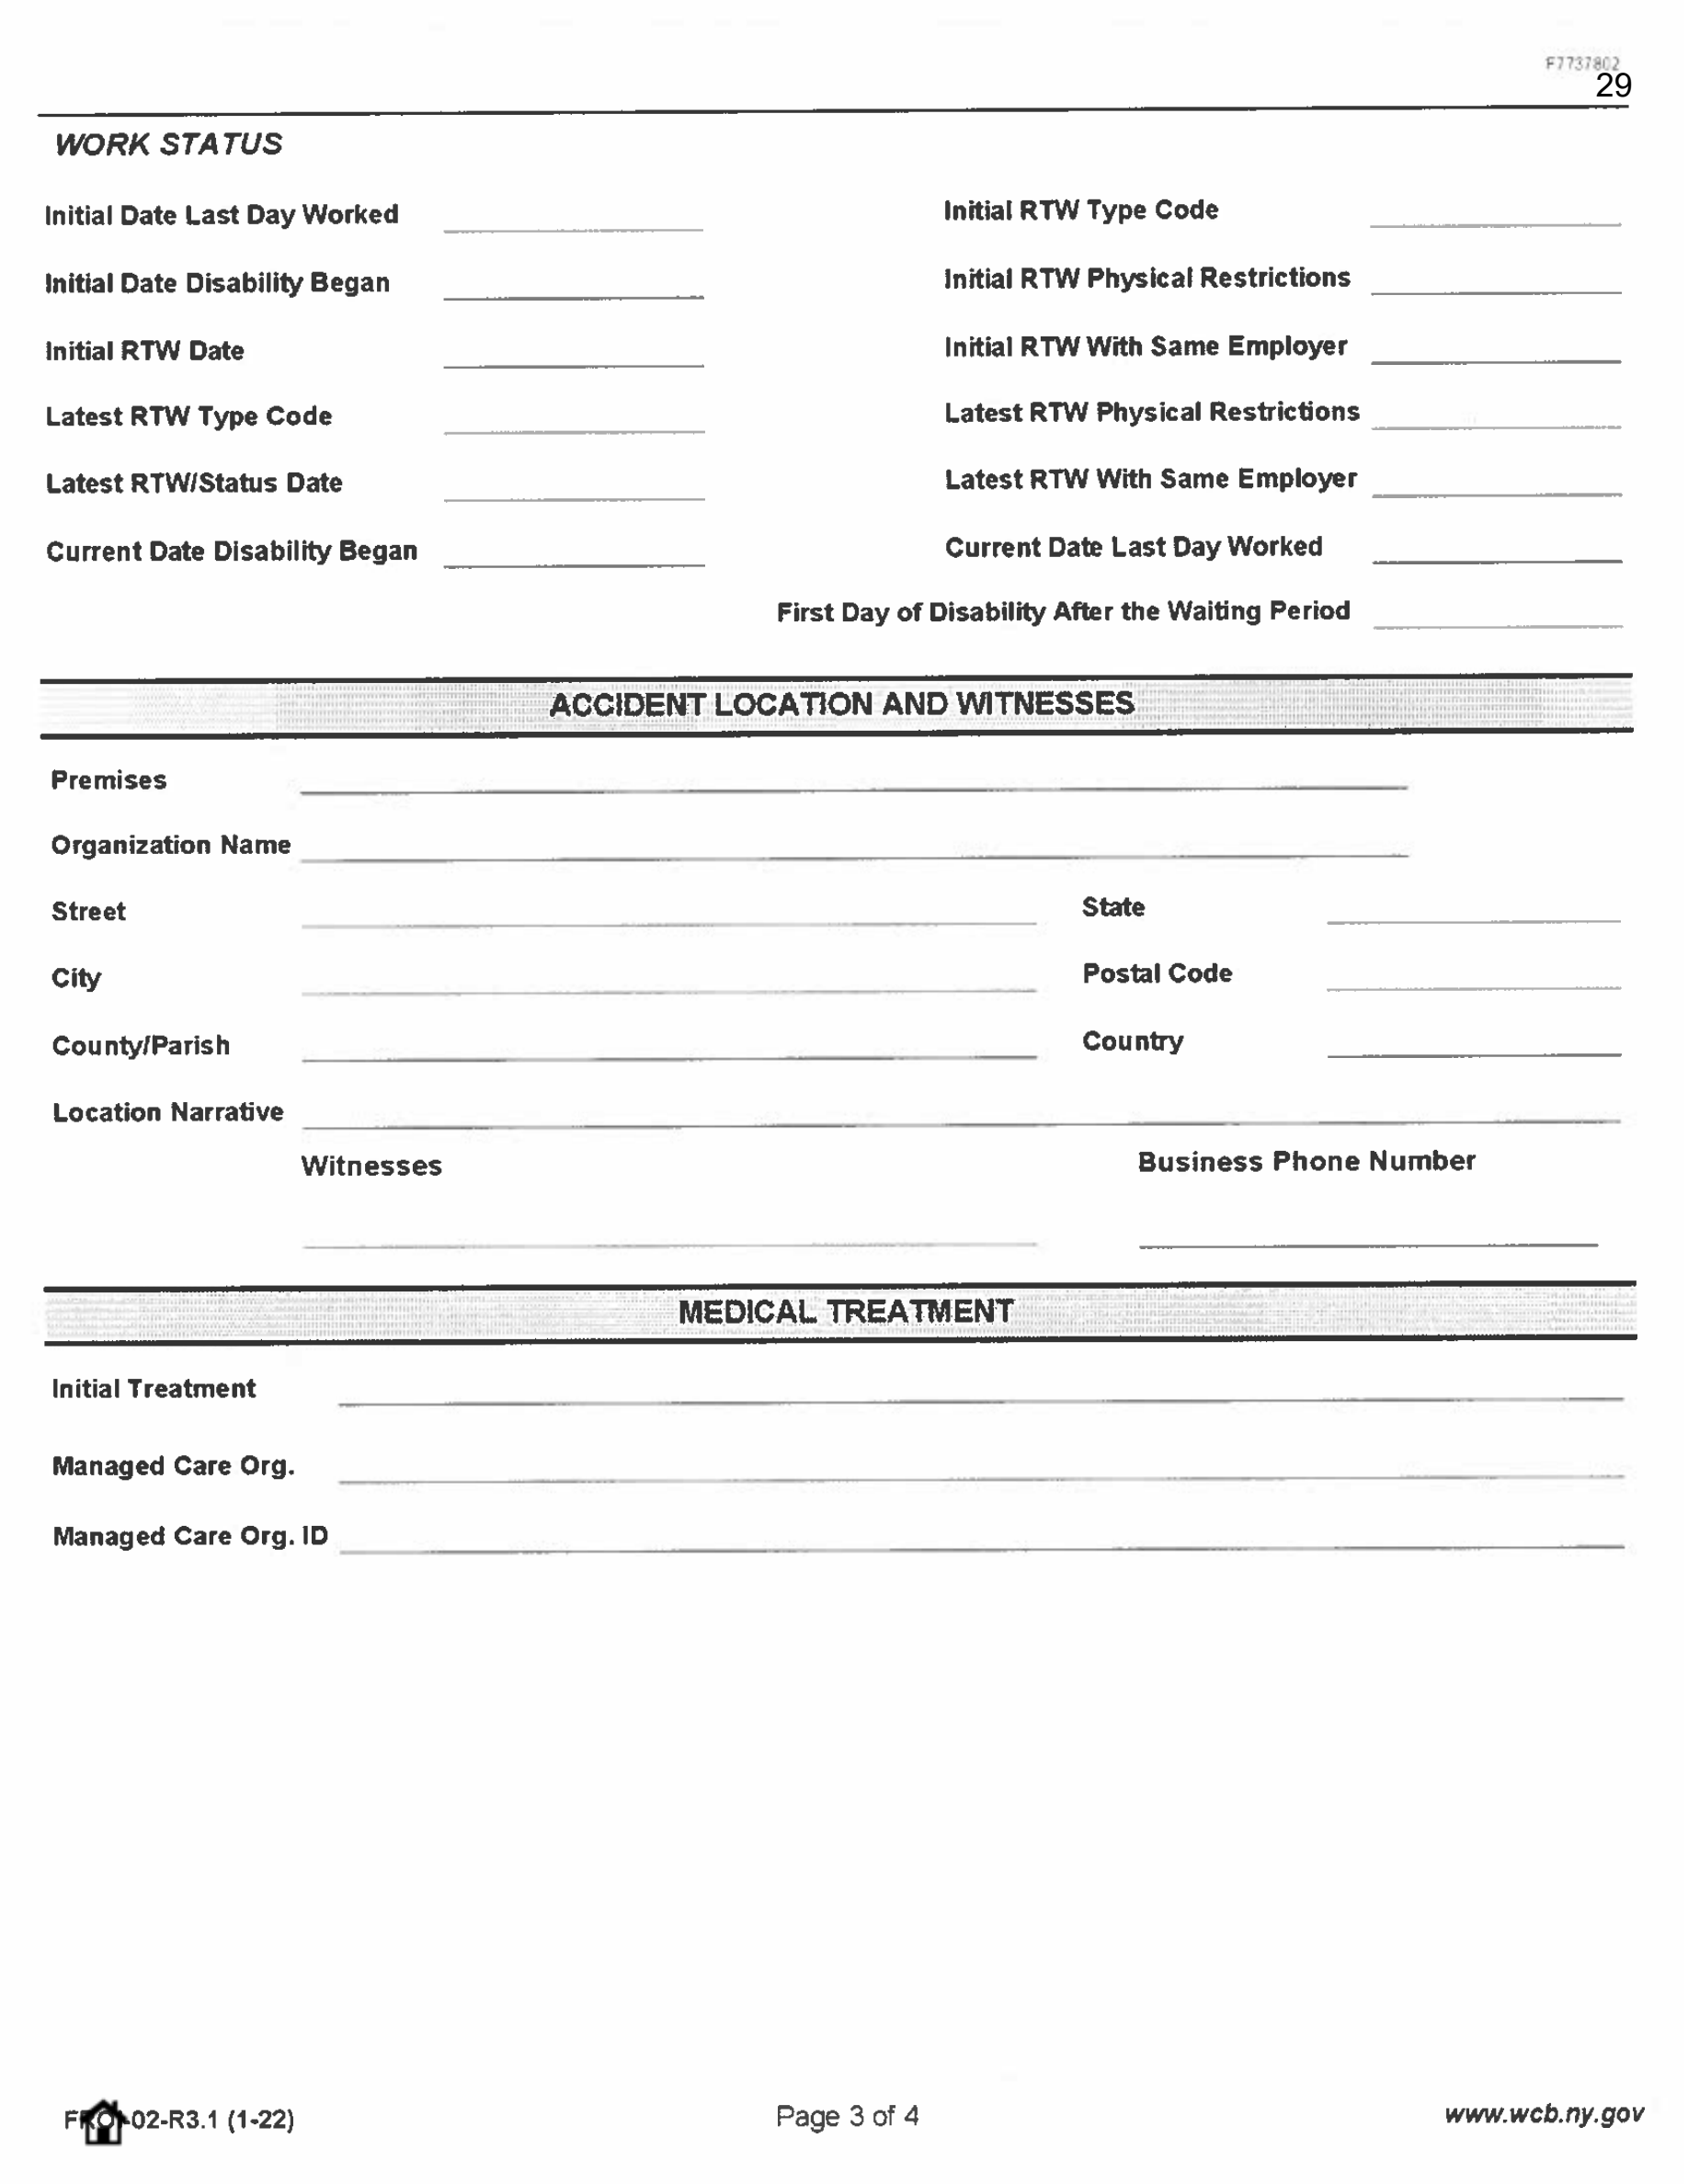 F7737802
29
WORK STATUS
Initial Date Last Day Worked Initial RTW Type Code
Initial Date Disability Began Initial RTW Physical Restrictions
Initial RTW Date Initial RTW With Same Employer
Latest RTW Type Code Latest RTW Physical Restrictions
Latest RTW/Status Date Latest RTW With Same Employer
Current Date Disability Began Current Date Last Day Worked
First Day of Disability After the Waiting Period
ACCIDENT LOCATION AND WITNESSES
Premises
Organization Name
Street State
City Postal Code
County/Parish Country
Location Narrative
Witnesses Business Phone Number
MEDICAL TREATMENT
Initial Treatment
Managed Care Org.
Managed Care Org. ID
02-R3.1 (1-22) Page 3 of 4 www.wcb.ny.gov